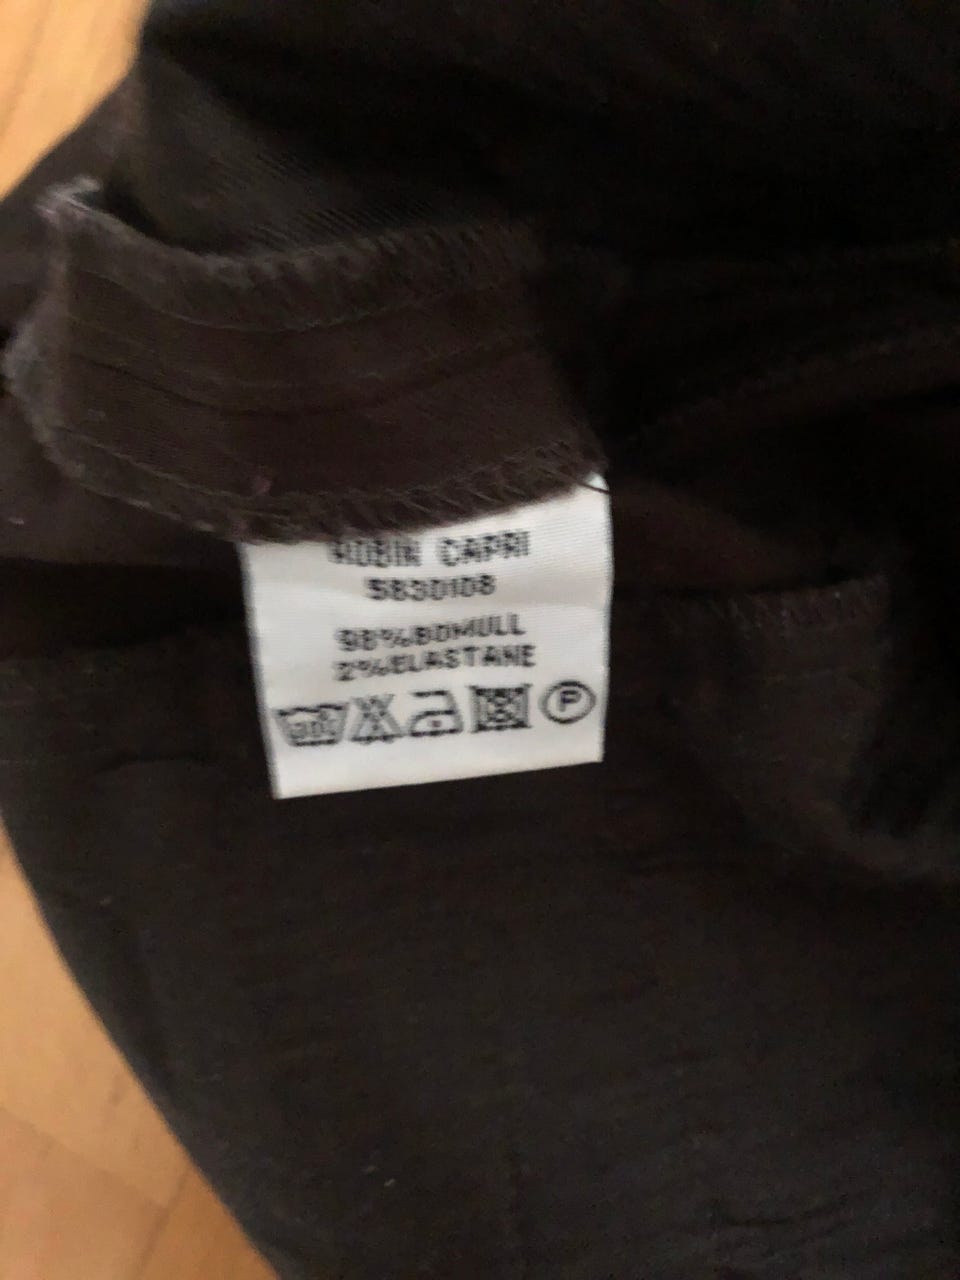 ROBIN CAPRI
5830108
98%BOMULL
2%ELASTANE
P